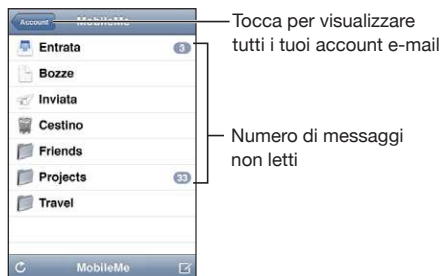 Account MobileMe
Tocca per visualizzare
tutti i tuoi account e-mail
Entrata 3
Bozze
Inviata
Cestino
Friends
Projects 33
Travel
Numero di messaggi
non letti
MobileMe